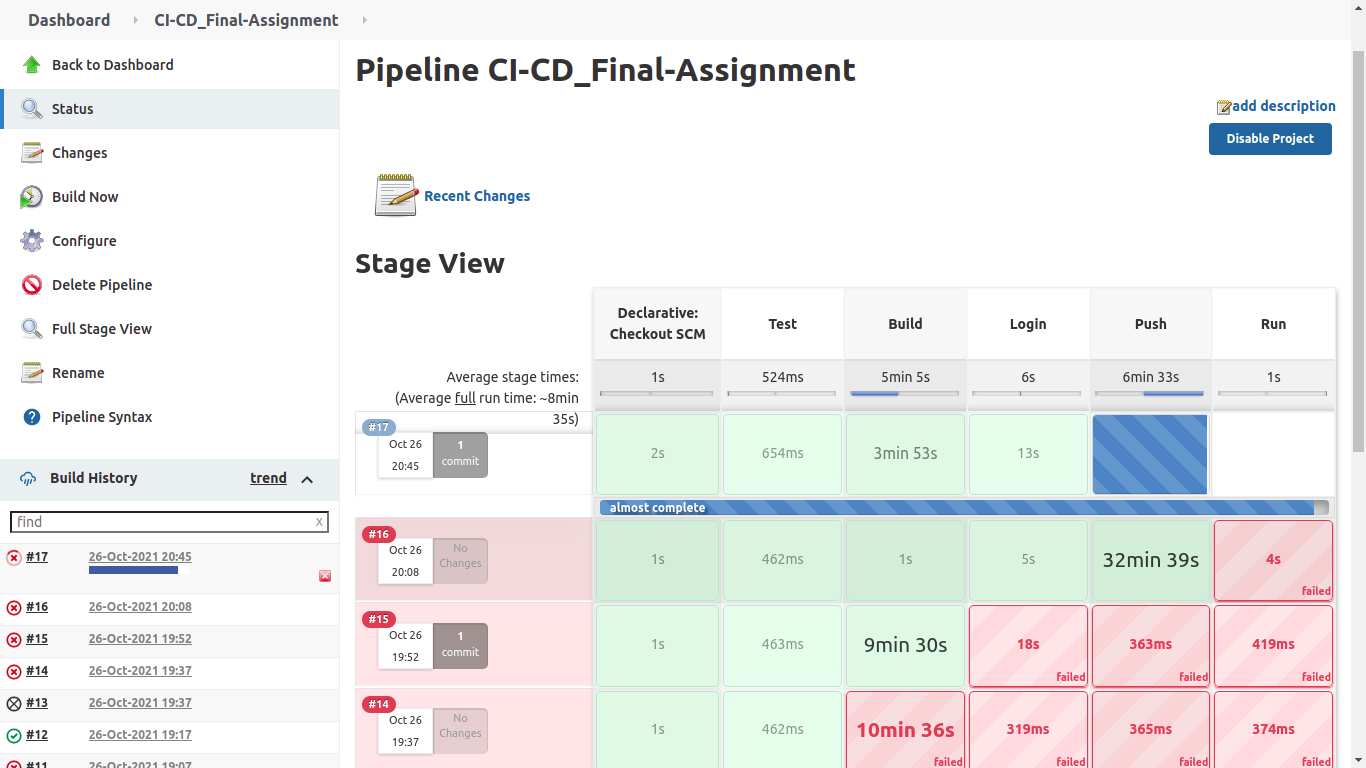 Dashboard
CI-CD_Final-Assignment
Back to Dashboard
Status
Changes
Build Now
Configure
Delete Pipeline
Full Stage View
Rename
Pipeline Syntax
Build History
trend
find
x
#17
26-Oct-2021 20:45
#16
26-Oct-2021 20:08
#15
26-Oct-2021 19:52
#14
26-Oct-2021 19:37
#13
26-Oct-2021 19:37
#12
26-Oct-2021 19:17
#11
26-Oct-2021 19:07
Pipeline CI-CD_Final-Assignment
add description
Disable Project
Recent Changes
Stage View
Declarative:
Checkout SCM
Test
Build
Login
Push
Run
Average stage times:
(Average full run time: ~8min
35s)
1s
524ms
5min 5s
6s
6min 33s
1s
#17
Oct 26
20:45
1
commit
2s
654ms
3min 53s
13s
almost complete
#16
Oct 26
20:08
No
Changes
1s
462ms
1s
5s
32min 39s
4s
failed
#15
Oct 26
19:52
1
commit
1s
463ms
9min 30s
18s
failed
363ms
failed
419ms
failed
#14
Oct 26
19:37
No
Changes
1s
462ms
10min 36s
failed
319ms
failed
365ms
failed
374ms
failed